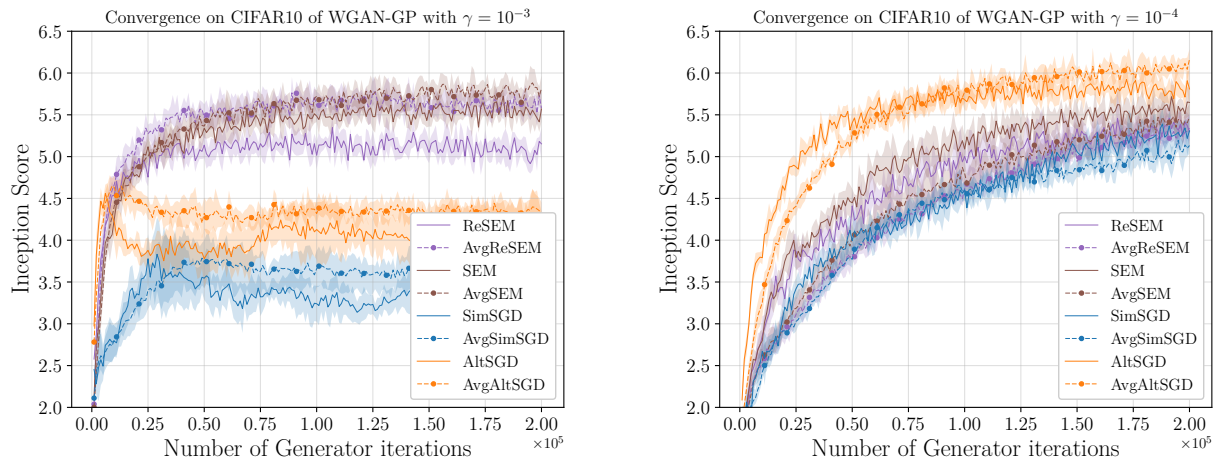 Convergence on CIFAR10 of WGAN-GP with γ = 10⁻³
Inception Score
6.5
6.0
5.5
5.0
4.5
4.0
3.5
3.0
2.5
2.0
ReSEM
AvgReSEM
SEM
AvgSEM
SimSGD
AvgSimSGD
AltSGD
AvgAltSGD
0.00 0.25 0.50 0.75 1.00 1.25 1.50 1.75 2.00
×10⁵
Number of Generator iterations
Convergence on CIFAR10 of WGAN-GP with γ = 10⁻⁴
Inception Score
6.5
6.0
5.5
5.0
4.5
4.0
3.5
3.0
2.5
2.0
ReSEM
AvgReSEM
SEM
AvgSEM
SimSGD
AvgSimSGD
AltSGD
AvgAltSGD
0.00 0.25 0.50 0.75 1.00 1.25 1.50 1.75 2.00
×10⁵
Number of Generator iterations